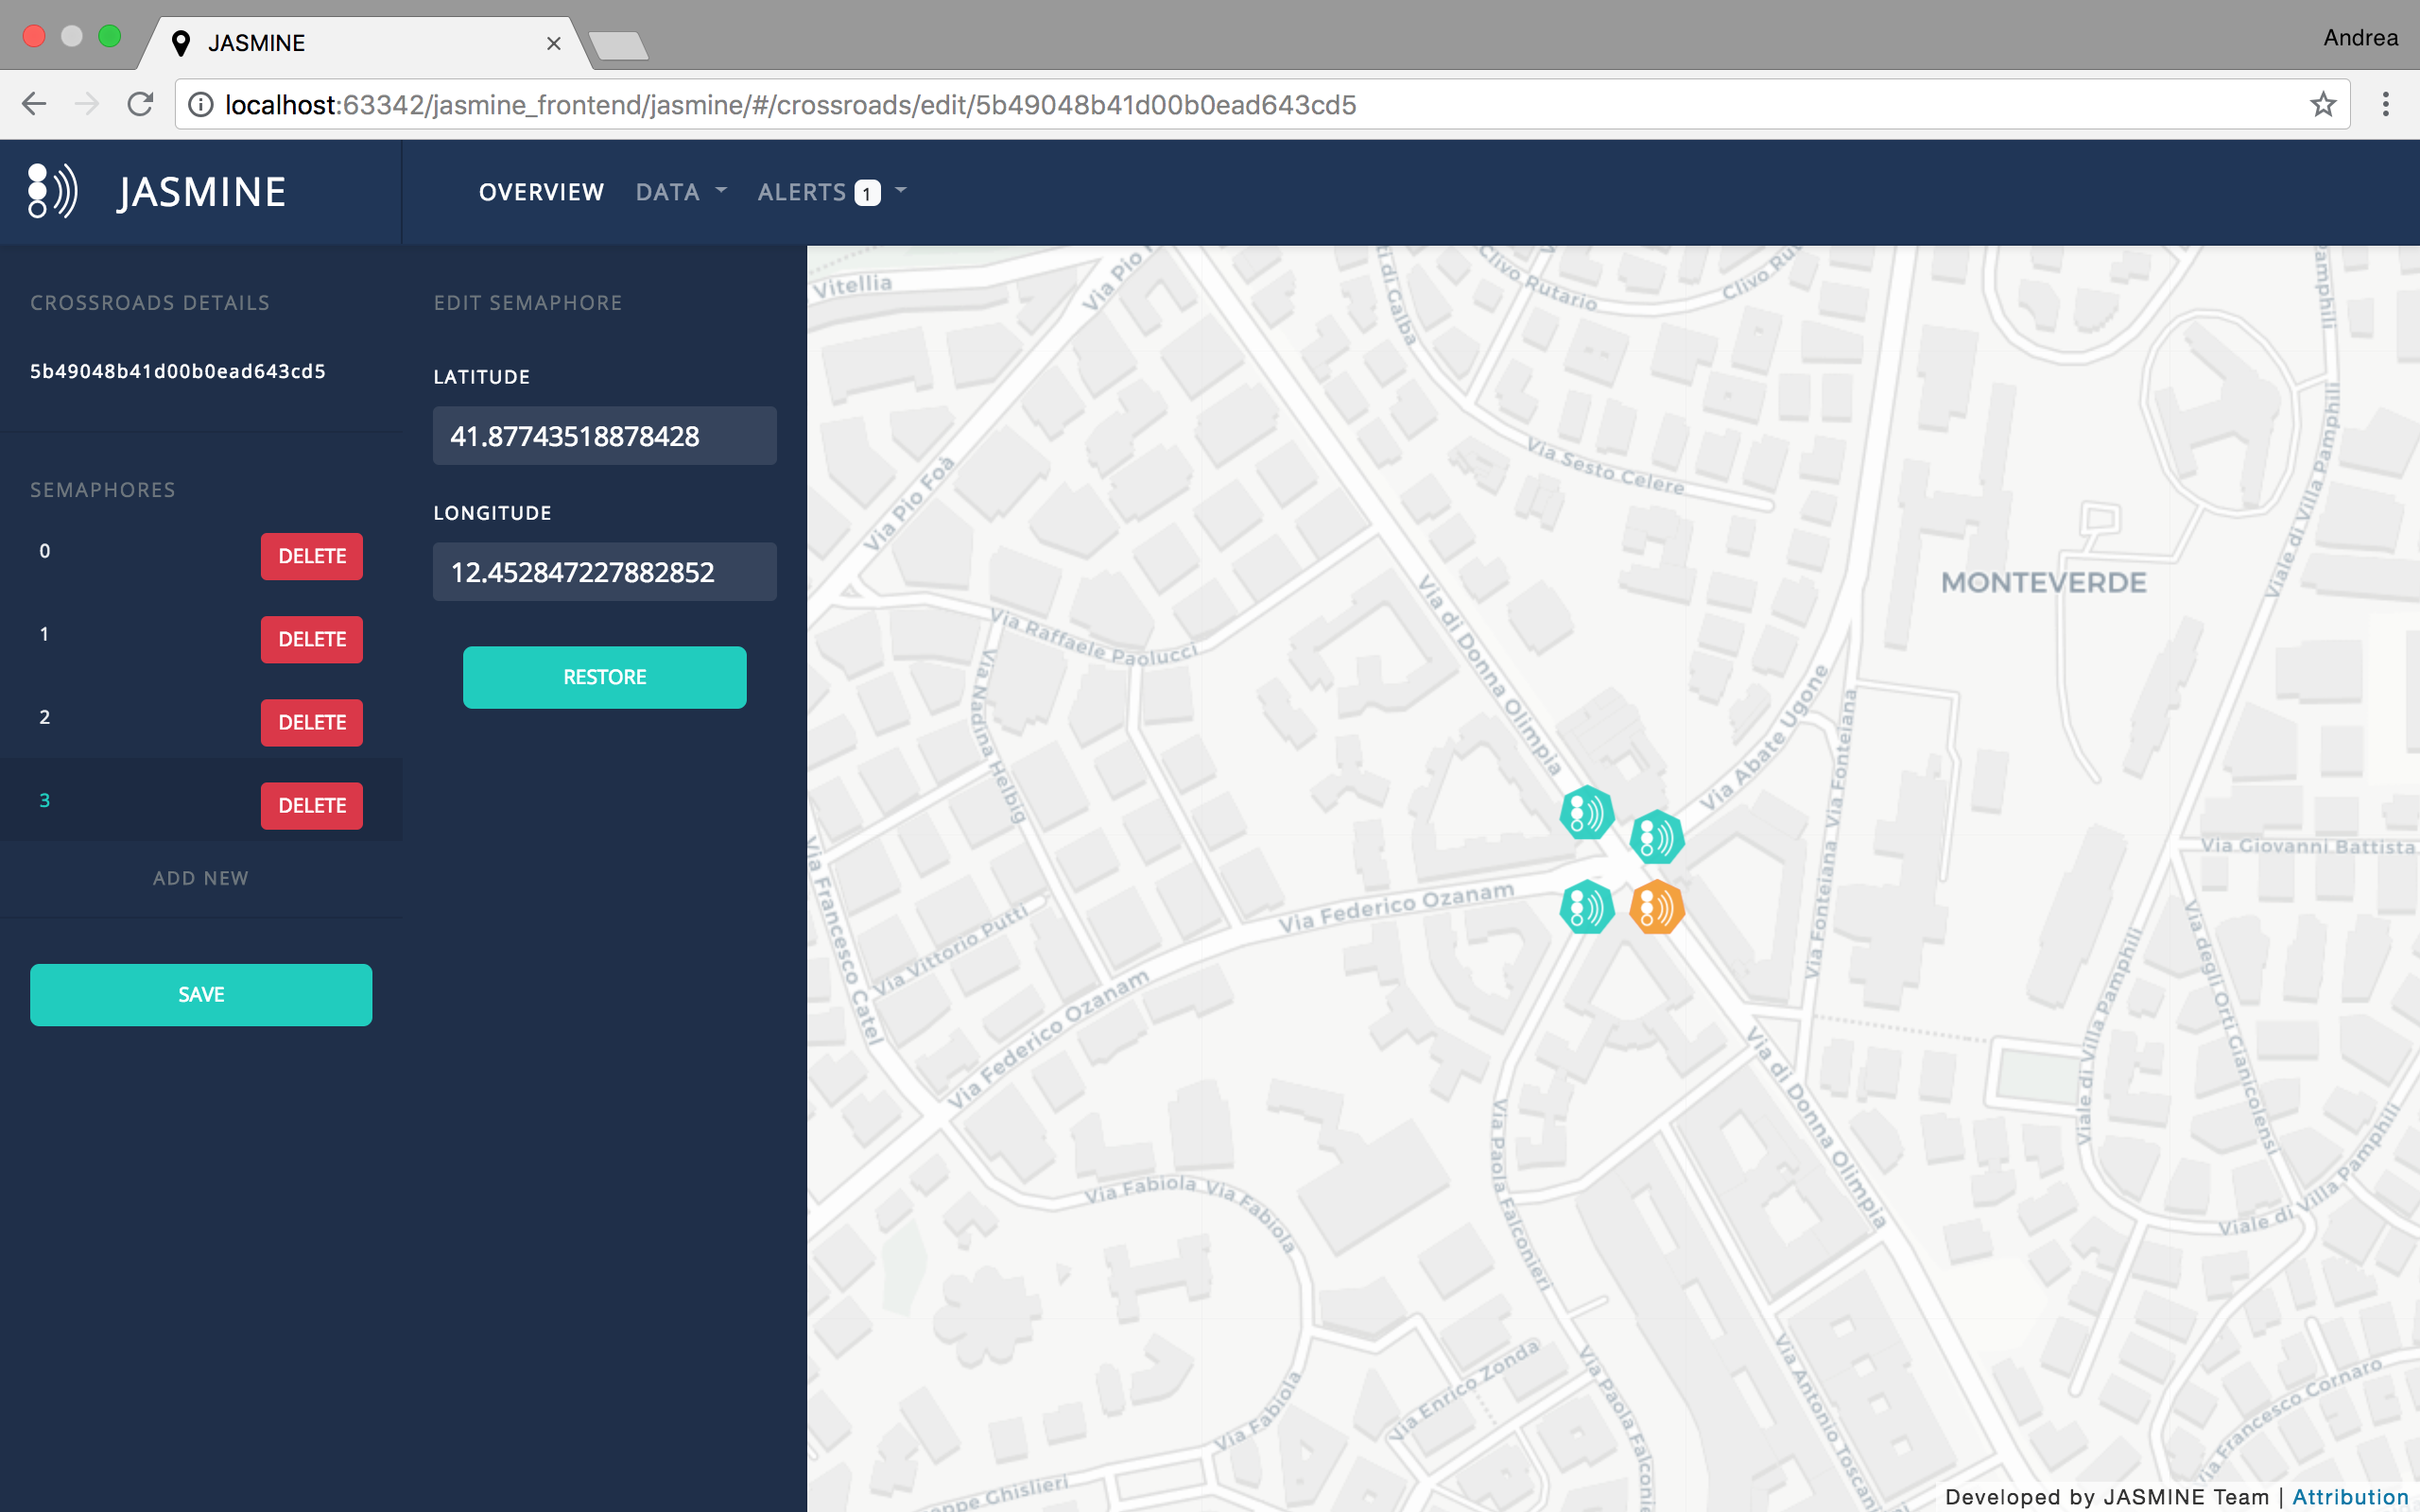 JASMINE
Andrea
localhost:63342/jasmine_frontend/jasmine/#/crossroads/edit/5b49048b41d00b0ead643cd5
JASMINE
OVERVIEW
DATA
ALERTS 1
CROSSROADS DETAILS
5b49048b41d00b0ead643cd5
SEMAPHORES
0 DELETE
1 DELETE
2 DELETE
3 DELETE
ADD NEW
SAVE
EDIT SEMAPHORE
LATITUDE
41.87743518878428
LONGITUDE
12.452847227882852
RESTORE
Vitellia
Via Pio
ti di Galba
Clivo Rutario
Clivo Ru
amphili
Via Pio Foà
Via Sesto Celere
Viale di Villa Pamphili
MONTEVERDE
Via di Donna Olimpia
Via Raffaele Paolucci
Via Nadina Helbig
Via Abate Ugone
Via Fonteiana Via Fonteiana
Via Giovanni Battista
Via Francesco Catel
Via Vittorio Putti
Via Federico Ozanam
Via Federico Ozanam
Viale di Villa Pamphili
Via degli Orti Gianicolensi
Via di Donna Olimpia
Via Paola Falconieri
Via Fabiola Via Fabiola
Viale di Villa Pamphili
Via Enrico Zonda
Via Fabiola
Via Paola Falconie
Via Antonio Toscani
Via Francesco Cornaro
eppe Ghislieri
Developed by JASMINE Team | Attribution